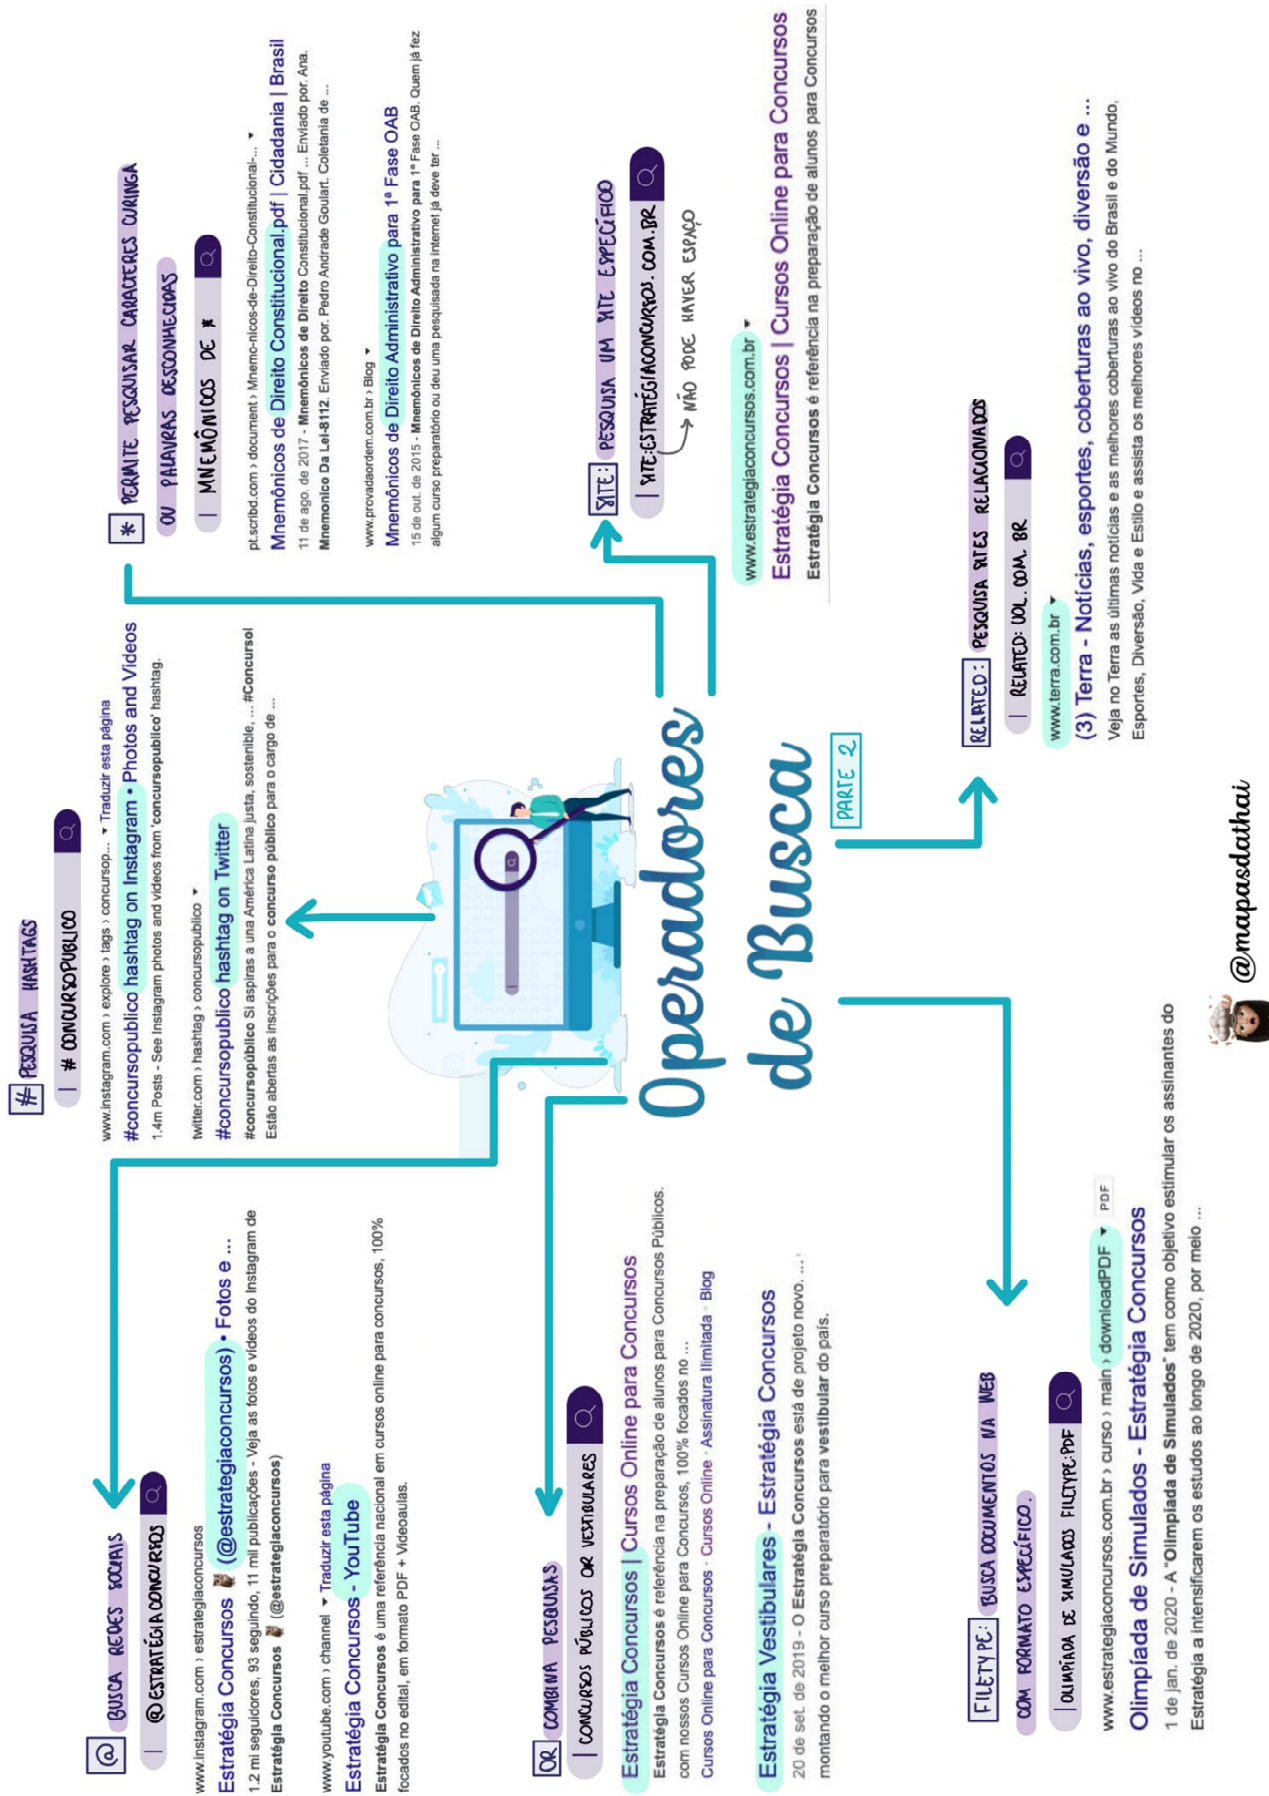 Operadores
de Busca
PARTE 2
@ BUSCA REDES SOCIAIS
@ESTRATÉGIACONCURSOS
www.instagram.com › estrategiaconcursos
Estratégia Concursos 🦉 (@estrategiaconcursos) • Fotos e ...
1.2 mi seguidores, 93 seguindo, 11 mil publicações - Veja as fotos e vídeos do Instagram de
Estratégia Concursos 🦉 (@estrategiaconcursos)
www.youtube.com › channel ▾ Traduzir esta página
Estratégia Concursos - YouTube
Estratégia Concursos é uma referência nacional em cursos online para concursos, 100%
focados no edital, em formato PDF + Videoaulas.
# PESQUISA HASHTAGS
# CONCURSOPUBLICO
www.instagram.com › explore › tags › concursop... ▾ Traduzir esta página
#concursopublico hashtag on Instagram • Photos and Videos
1.4m Posts - See Instagram photos and videos from 'concursopublico' hashtag.
twitter.com › hashtag › concursopublico ▾
#concursopublico hashtag on Twitter
#concursopúblico Si aspiras a una América Latina justa, sostenible, ... #Concursol
Estão abertas as inscrições para o concurso público para o cargo de ...
* PERMITE PESQUISAR CARACTERES CURINGA
OU PALAVRAS DESCONHECIDAS
MNEMÔNICOS DE *
pt.scribd.com › document › Mnemo-nicos-de-Direito-Constitucional-... ▾
Mnemônicos de Direito Constitucional.pdf | Cidadania | Brasil
11 de ago. de 2017 - Mnemônicos de Direito Constitucional.pdf ... Enviado por. Ana.
Mnemonico Da Lei-8112. Enviado por. Pedro Andrade Goulart. Coletania de ...
www.provadaordem.com.br › Blog ▾
Mnemônicos de Direito Administrativo para 1ª Fase OAB
15 de out. de 2015 - Mnemônicos de Direito Administrativo para 1ª Fase OAB. Quem já fez
algum curso preparatório ou deu uma pesquisada na internet já deve ter ...
OR COMBINA PESQUISAS
CONCURSOS PÚBLICOS OR VESTIBULARES
Estratégia Concursos | Cursos Online para Concursos
Estratégia Concursos é referência na preparação de alunos para Concursos Públicos.
com nossos Cursos Online para Concursos, 100% focados no ...
Cursos Online para Concursos · Cursos Online · Assinatura Ilimitada · Blog
Estratégia Vestibulares - Estratégia Concursos
20 de set. de 2019 - O Estratégia Concursos está de projeto novo. ...
montando o melhor curso preparatório para vestibular do país.
SITE: PESQUISA UM SITE ESPECÍFICO
SITE:ESTRATÉGIACONCURSOS.COM.BR
NÃO PODE HAVER ESPAÇO
www.estrategiaconcursos.com.br ▾
Estratégia Concursos | Cursos Online para Concursos
Estratégia Concursos é referência na preparação de alunos para Concursos
FILETYPE: BUSCA DOCUMENTOS NA WEB
COM FORMATO ESPECÍFICO.
OLIMPÍADA DE SIMULADOS FILETYPE:PDF
www.estrategiaconcursos.com.br › curso › main › downloadPDF ▾ PDF
Olimpíada de Simulados - Estratégia Concursos
1 de jan. de 2020 - A "Olimpíada de Simulados" tem como objetivo estimular os assinantes do
Estratégia a intensificarem os estudos ao longo de 2020, por meio ...
RELATED: PESQUISA SITES RELACIONADOS
RELATED: UOL.COM.BR
www.terra.com.br ▾
(3) Terra - Notícias, esportes, coberturas ao vivo, diversão e ...
Veja no Terra as últimas notícias e as melhores coberturas ao vivo do Brasil e do Mundo,
Esportes, Diversão, Vida e Estilo e assista os melhores vídeos no ...
@mapasdathai